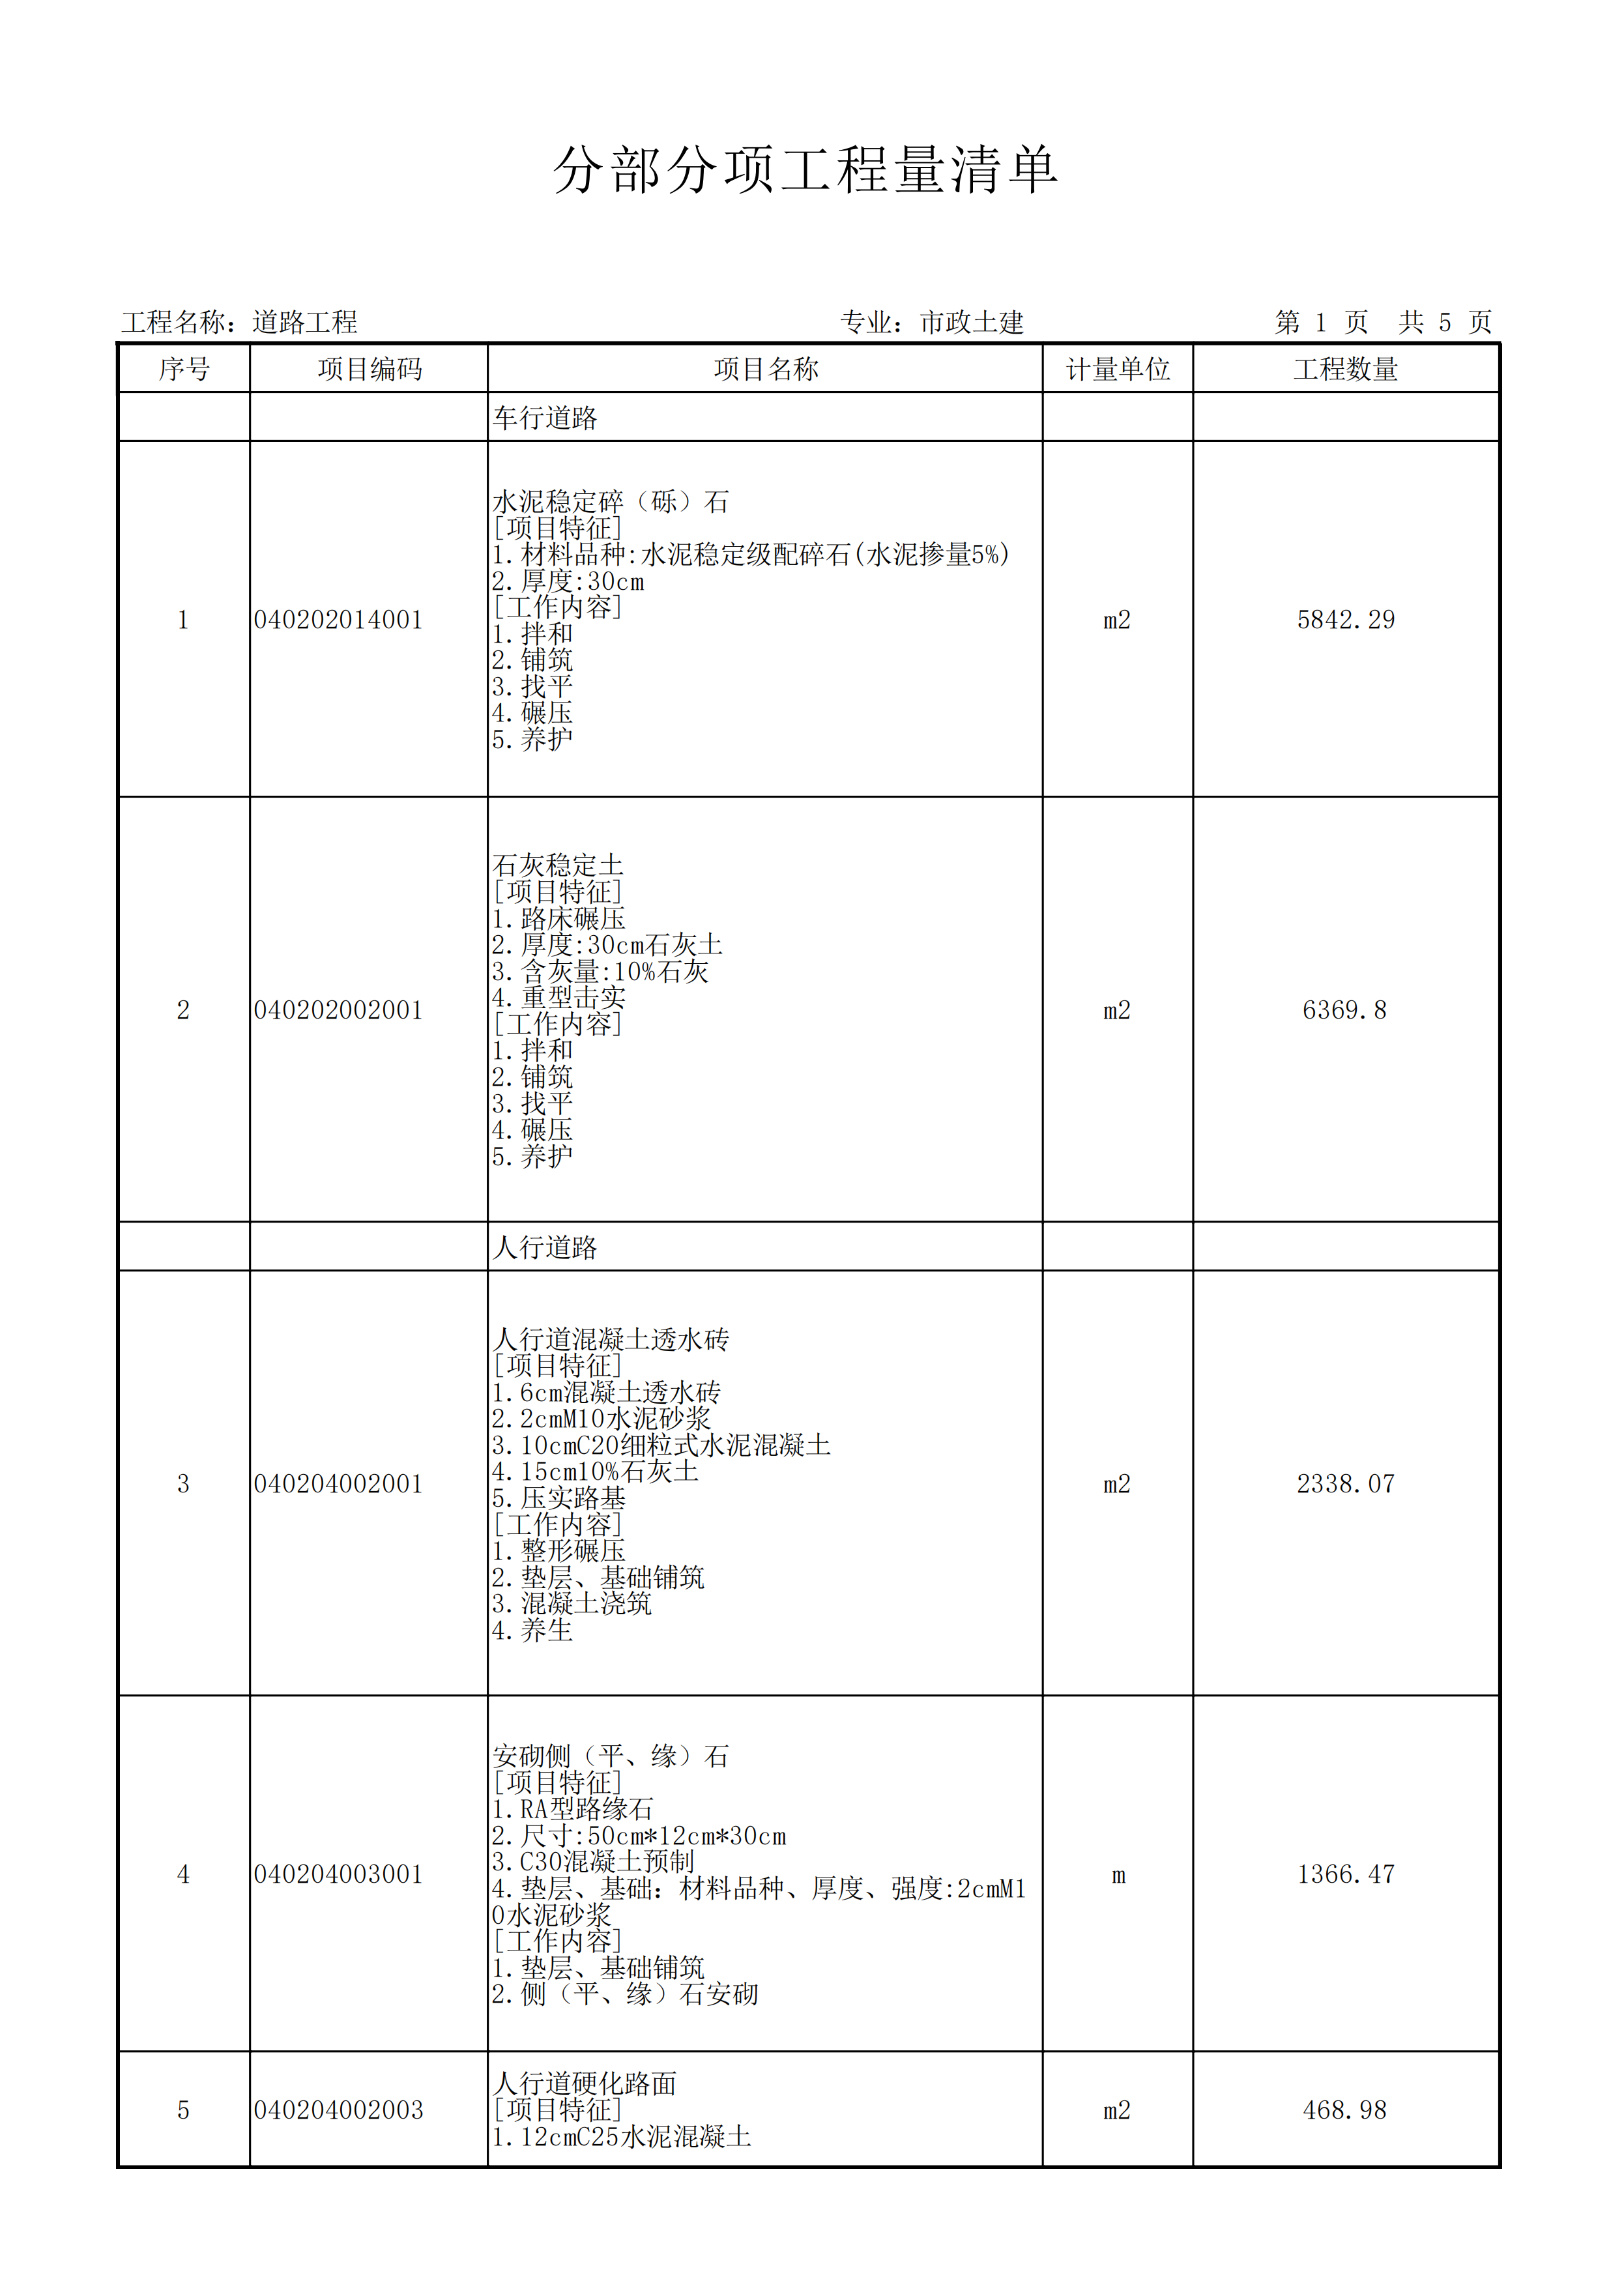 分部分项工程量清单
工程名称：道路工程 专业：市政土建 第 1 页 共 5 页
序号 项目编码 项目名称 计量单位 工程数量
车行道路
水泥稳定碎（砾）石
[项目特征]
1.材料品种:水泥稳定级配碎石(水泥掺量5%)
2.厚度:30cm
[工作内容]
1 040202014001 m2 5842.29
1.拌和
2.铺筑
3.找平
4.碾压
5.养护
石灰稳定土
[项目特征]
1.路床碾压
2.厚度:30cm石灰土
3.含灰量:10%石灰
4.重型击实
2 040202002001 m2 6369.8
[工作内容]
1.拌和
2.铺筑
3.找平
4.碾压
5.养护
人行道路
人行道混凝土透水砖
[项目特征]
1.6cm混凝土透水砖
2.2cmM10水泥砂浆
3.10cmC20细粒式水泥混凝土
4.15cm10%石灰土
3 040204002001 m2 2338.07
5.压实路基
[工作内容]
1.整形碾压
2.垫层、基础铺筑
3.混凝土浇筑
4.养生
安砌侧（平、缘）石
[项目特征]
1.RA型路缘石
2.尺寸:50cm*12cm*30cm
3.C30混凝土预制
4 040204003001 m 1366.47
4.垫层、基础：材料品种、厚度、强度:2cmM1
0水泥砂浆
[工作内容]
1.垫层、基础铺筑
2.侧（平、缘）石安砌
人行道硬化路面
5 040204002003 [项目特征] m2 468.98
1.12cmC25水泥混凝土